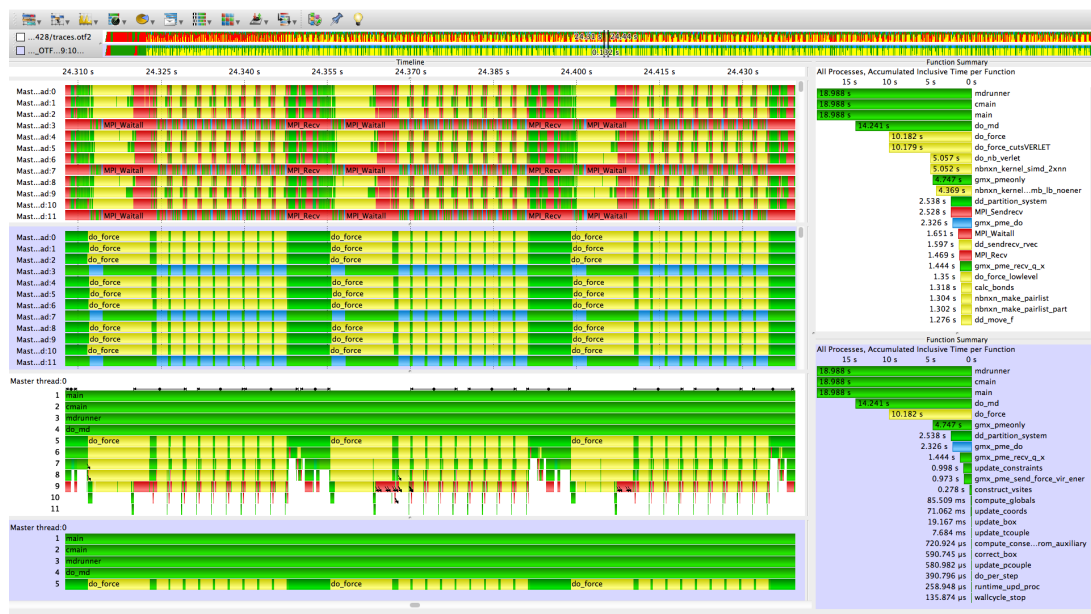 ...428/traces.otf2
..._OTF...9:10...
0.132 s
Timeline
24.310 s 24.325 s 24.340 s 24.355 s 24.370 s 24.385 s 24.400 s 24.415 s 24.430 s
Mast...ad:0
Mast...ad:1
Mast...ad:2
Mast...ad:3 MPI_Waitall MPI_Recv MPI_Waitall MPI_Recv MPI_Waitall
Mast...ad:4
Mast...ad:5
Mast...ad:6
Mast...ad:7 MPI_Waitall MPI_Recv MPI_Waitall MPI_Recv MPI_Waitall
Mast...ad:8
Mast...ad:9
Mast...d:10
Mast...d:11 MPI_Waitall MPI_Recv MPI_Waitall MPI_Recv MPI_Waitall
Mast...ad:0 do_force do_force do_force
Mast...ad:1 do_force do_force do_force
Mast...ad:2 do_force do_force do_force
Mast...ad:3
Mast...ad:4 do_force do_force do_force
Mast...ad:5 do_force do_force do_force
Mast...ad:6 do_force do_force do_force
Mast...ad:7
Mast...ad:8 do_force do_force do_force
Mast...ad:9 do_force do_force do_force
Mast...d:10 do_force do_force do_force
Mast...d:11
Master thread:0
1 main
2 cmain
3 mdrunner
4 do_md
5 do_force do_force do_force
6
7
8
9
10
11
Master thread:0
1 main
2 cmain
3 mdrunner
4 do_md
5 do_force do_force do_force
Function Summary
All Processes, Accumulated Inclusive Time per Function
15 s 10 s 5 s 0 s
18.988 s mdrunner
18.988 s cmain
18.988 s main
14.241 s do_md
10.182 s do_force
10.179 s do_force_cutsVERLET
5.057 s do_nb_verlet
5.052 s nbnxn_kernel_simd_2xnn
4.747 s gmx_pmeonly
4.369 s nbnxn_kernel...mb_lb_noener
2.538 s dd_partition_system
2.528 s MPI_Sendrecv
2.326 s gmx_pme_do
1.651 s MPI_Waitall
1.597 s dd_sendrecv_rvec
1.469 s MPI_Recv
1.444 s gmx_pme_recv_q_x
1.35 s do_force_lowlevel
1.318 s calc_bonds
1.304 s nbnxn_make_pairlist
1.302 s nbnxn_make_pairlist_part
1.276 s dd_move_f
Function Summary
All Processes, Accumulated Inclusive Time per Function
15 s 10 s 5 s 0 s
18.988 s mdrunner
18.988 s cmain
18.988 s main
14.241 s do_md
10.182 s do_force
4.747 s gmx_pmeonly
2.538 s dd_partition_system
2.326 s gmx_pme_do
1.444 s gmx_pme_recv_q_x
0.998 s update_constraints
0.973 s gmx_pme_send_force_vir_ener
0.278 s construct_vsites
85.509 ms compute_globals
71.062 ms update_coords
19.167 ms update_box
7.684 ms update_tcouple
720.924 µs compute_conse...rom_auxiliary
590.745 µs correct_box
580.982 µs update_pcouple
390.796 µs do_per_step
258.948 µs runtime_upd_proc
135.874 µs wallcycle_stop